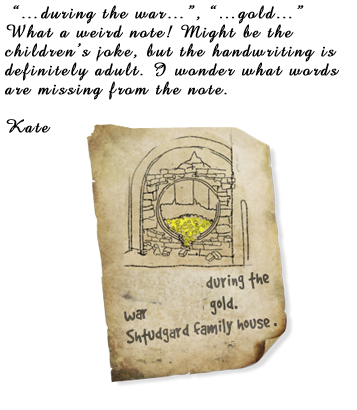 “...during the war...”, “...gold...”
What a weird note! Might be the
children’s joke, but the handwriting is
definitely adult. I wonder what words
are missing from the note.
Kate
during the
war gold.
Shtudgard family house.